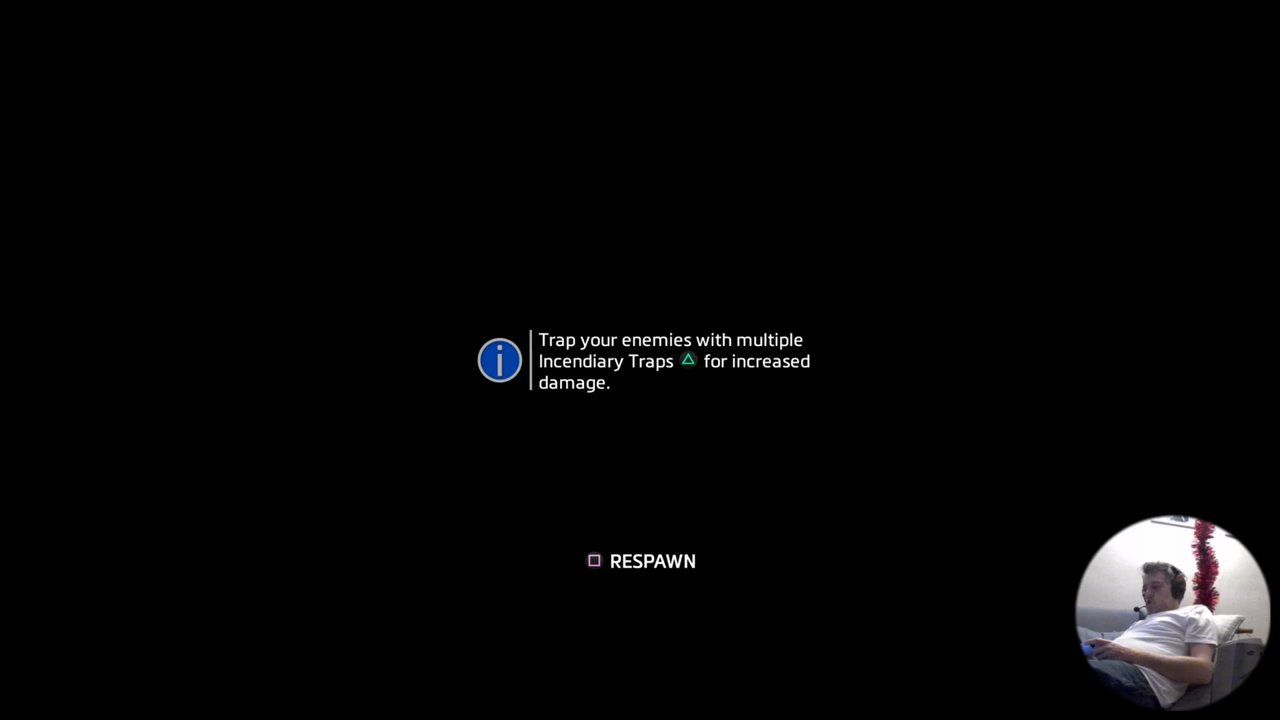 Trap your enemies with multiple
Incendiary Traps for increased
damage.
RESPAWN